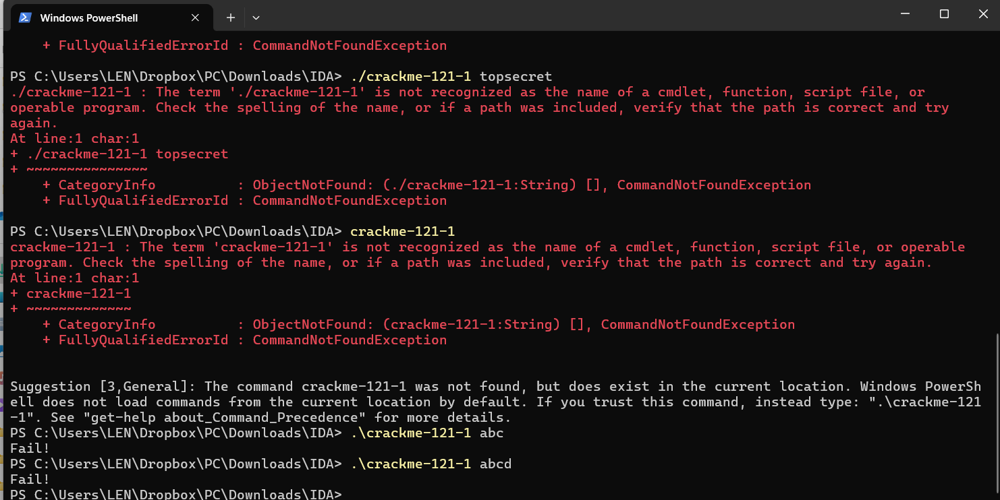 Windows PowerShell
+ FullyQualifiedErrorId : CommandNotFoundException
PS C:\Users\LEN\Dropbox\PC\Downloads\IDA> ./crackme-121-1 topsecret
./crackme-121-1 : The term './crackme-121-1' is not recognized as the name of a cmdlet, function, script file, or
operable program. Check the spelling of the name, or if a path was included, verify that the path is correct and try
again.
At line:1 char:1
+ ./crackme-121-1 topsecret
+ ~~~~~~~~~~~~~~~
+ CategoryInfo : ObjectNotFound: (./crackme-121-1:String) [], CommandNotFoundException
+ FullyQualifiedErrorId : CommandNotFoundException
PS C:\Users\LEN\Dropbox\PC\Downloads\IDA> crackme-121-1
crackme-121-1 : The term 'crackme-121-1' is not recognized as the name of a cmdlet, function, script file, or operable
program. Check the spelling of the name, or if a path was included, verify that the path is correct and try again.
At line:1 char:1
+ crackme-121-1
+ ~~~~~~~~~~~~~
+ CategoryInfo : ObjectNotFound: (crackme-121-1:String) [], CommandNotFoundException
+ FullyQualifiedErrorId : CommandNotFoundException
Suggestion [3,General]: The command crackme-121-1 was not found, but does exist in the current location. Windows PowerSh
ell does not load commands from the current location by default. If you trust this command, instead type: ".\crackme-121
-1". See "get-help about_Command_Precedence" for more details.
PS C:\Users\LEN\Dropbox\PC\Downloads\IDA> .\crackme-121-1 abc
Fail!
PS C:\Users\LEN\Dropbox\PC\Downloads\IDA> .\crackme-121-1 abcd
Fail!
PS C:\Users\LEN\Dropbox\PC\Downloads\IDA>